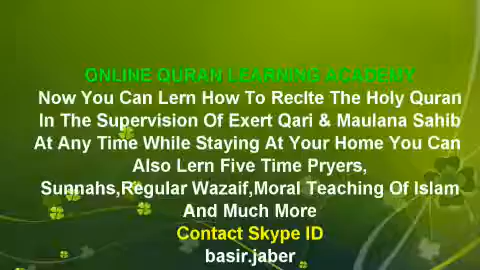 ONLINE QURAN LEARNING ACADEMY
Now You Can Lern How To Reclte The Holy Quran
In The Supervision Of Exert Qari & Maulana Sahib
At Any Time While Staying At Your Home You Can
Also Lern Five Time Pryers,
Sunnahs,Regular Wazaif,Moral Teaching Of Islam
And Much More
Contact Skype ID
basir.jaber